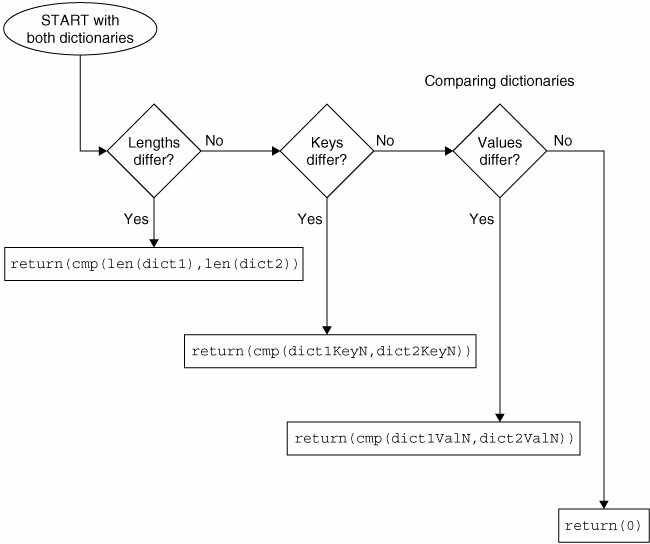 START with
both dictionaries
Comparing dictionaries
Lengths
differ?
No
Keys
differ?
No
Values
differ?
No
Yes
Yes
Yes
return(cmp(len(dict1),len(dict2))
return(cmp(dict1KeyN,dict2KeyN))
return(cmp(dict1ValN,dict2ValN))
return(0)